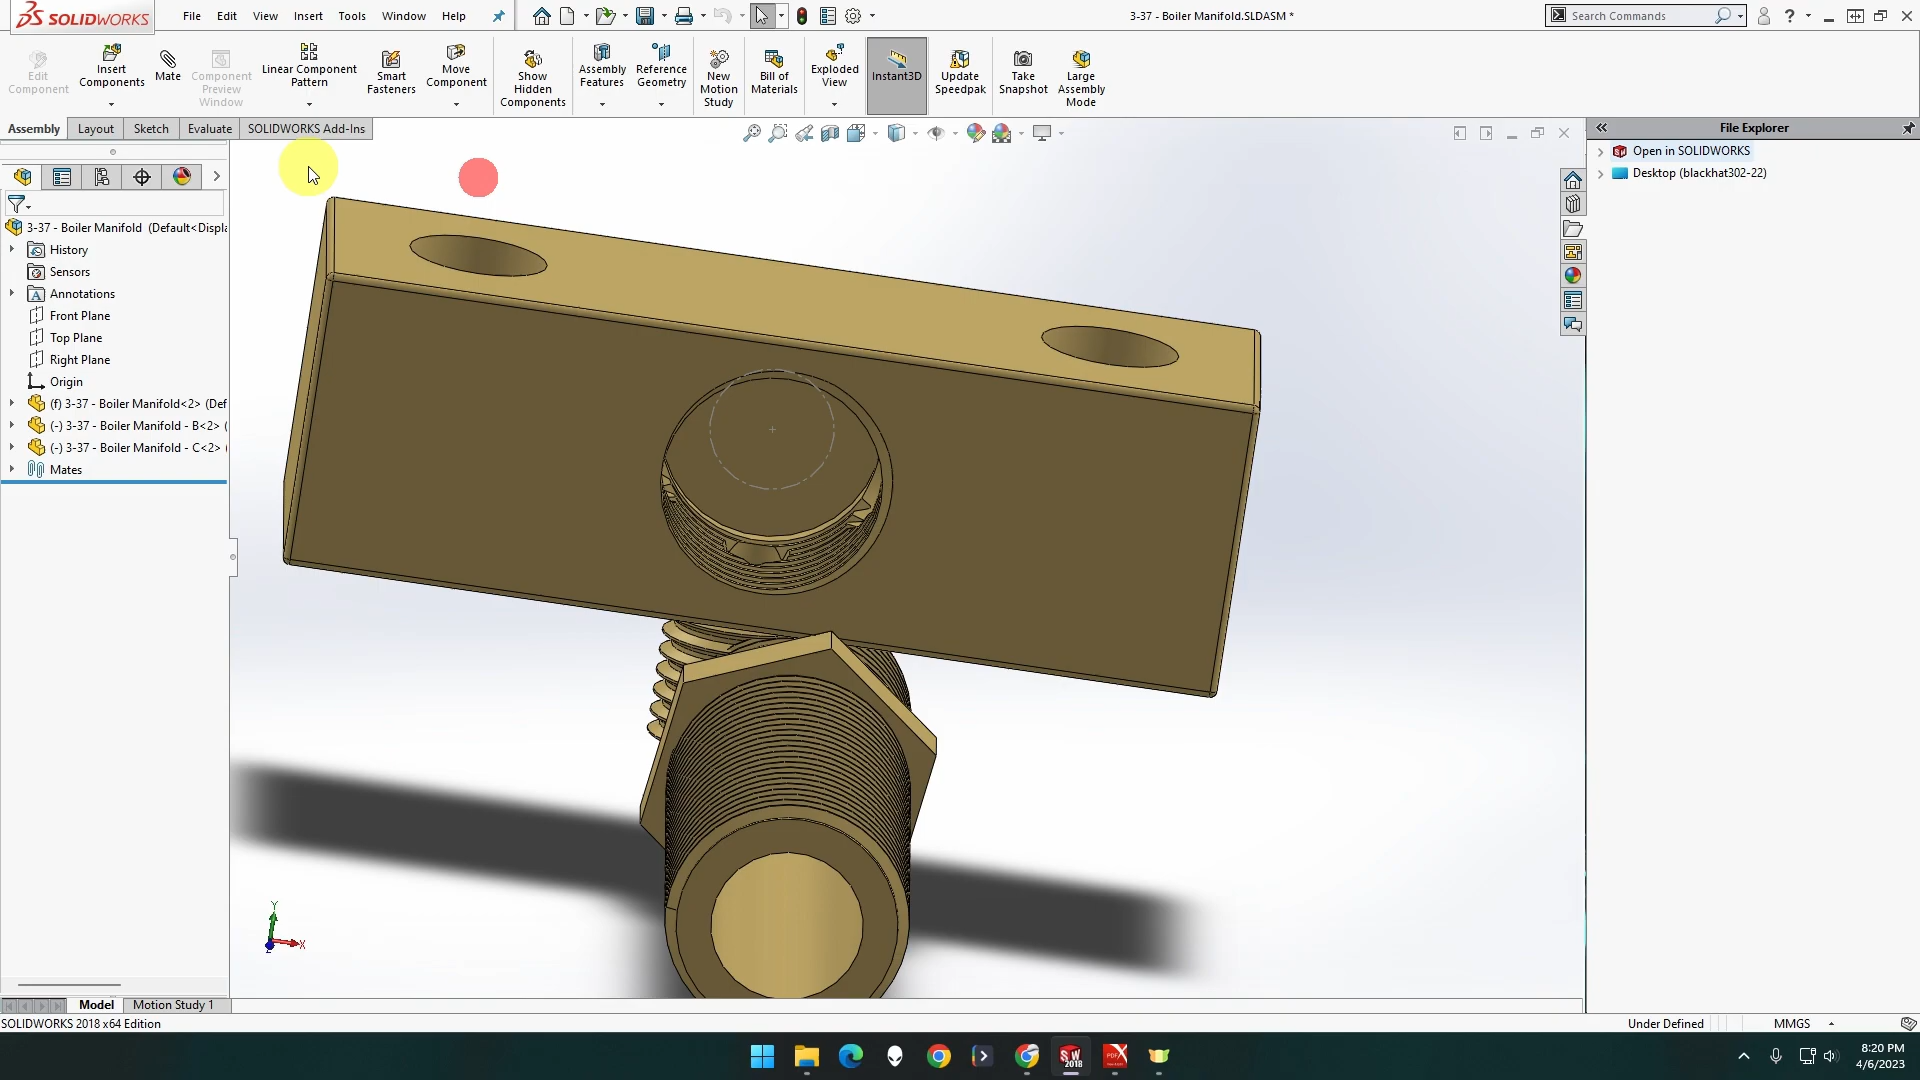 SOLIDWORKS
File Edit View Insert Tools Window Help
3-37 - Boiler Manifold.SLDASM *
Search Commands
Edit Component
Insert Components
Mate
Component Preview Window
Linear Component Pattern
Smart Fasteners
Move Component
Show Hidden Components
Assembly Features
Reference Geometry
New Motion Study
Bill of Materials
Exploded View
Instant3D
Update Speedpak
Take Snapshot
Large Assembly Mode
Assembly Layout Sketch Evaluate SOLIDWORKS Add-Ins
File Explorer
Open in SOLIDWORKS
Desktop (blackhat302-22)
3-37 - Boiler Manifold (Default<Displ
History
Sensors
Annotations
Front Plane
Top Plane
Right Plane
Origin
(f) 3-37 - Boiler Manifold<2> (Def
(-) 3-37 - Boiler Manifold - B<2> (
(-) 3-37 - Boiler Manifold - C<2> (
Mates
Y
X
Z
Model Motion Study 1
SOLIDWORKS 2018 x64 Edition
Under Defined
MMGS
8:20 PM
4/6/2023